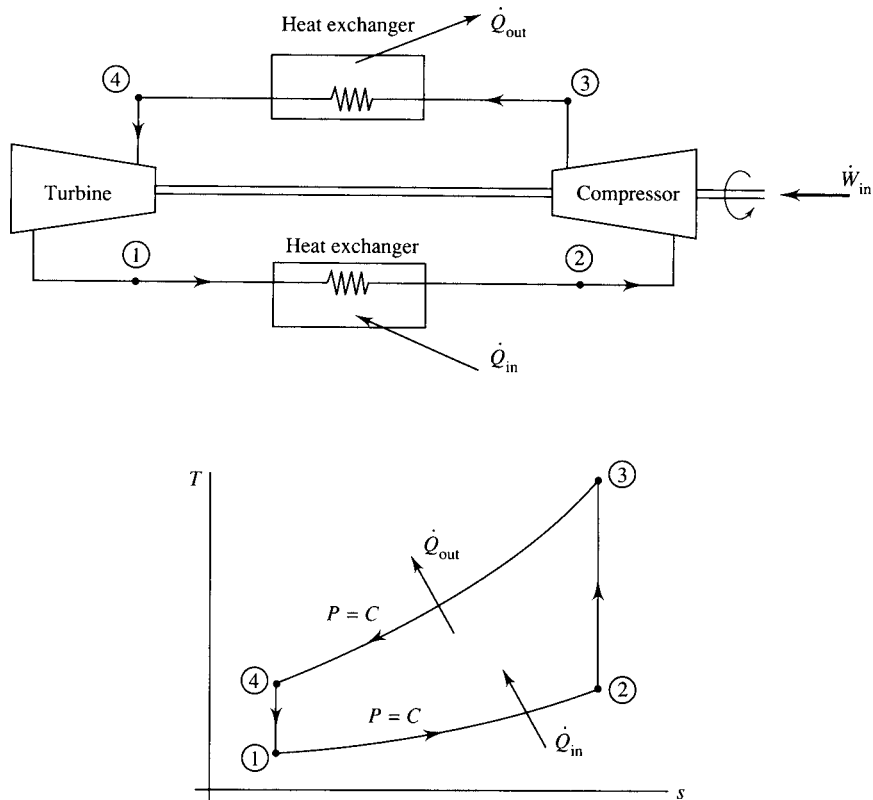 Heat exchanger
Q̇out
④
③
Turbine
Compressor
Ẇin
①
Heat exchanger
②
Q̇in
T
③
Q̇out
P = C
④
②
P = C
Q̇in
①
s